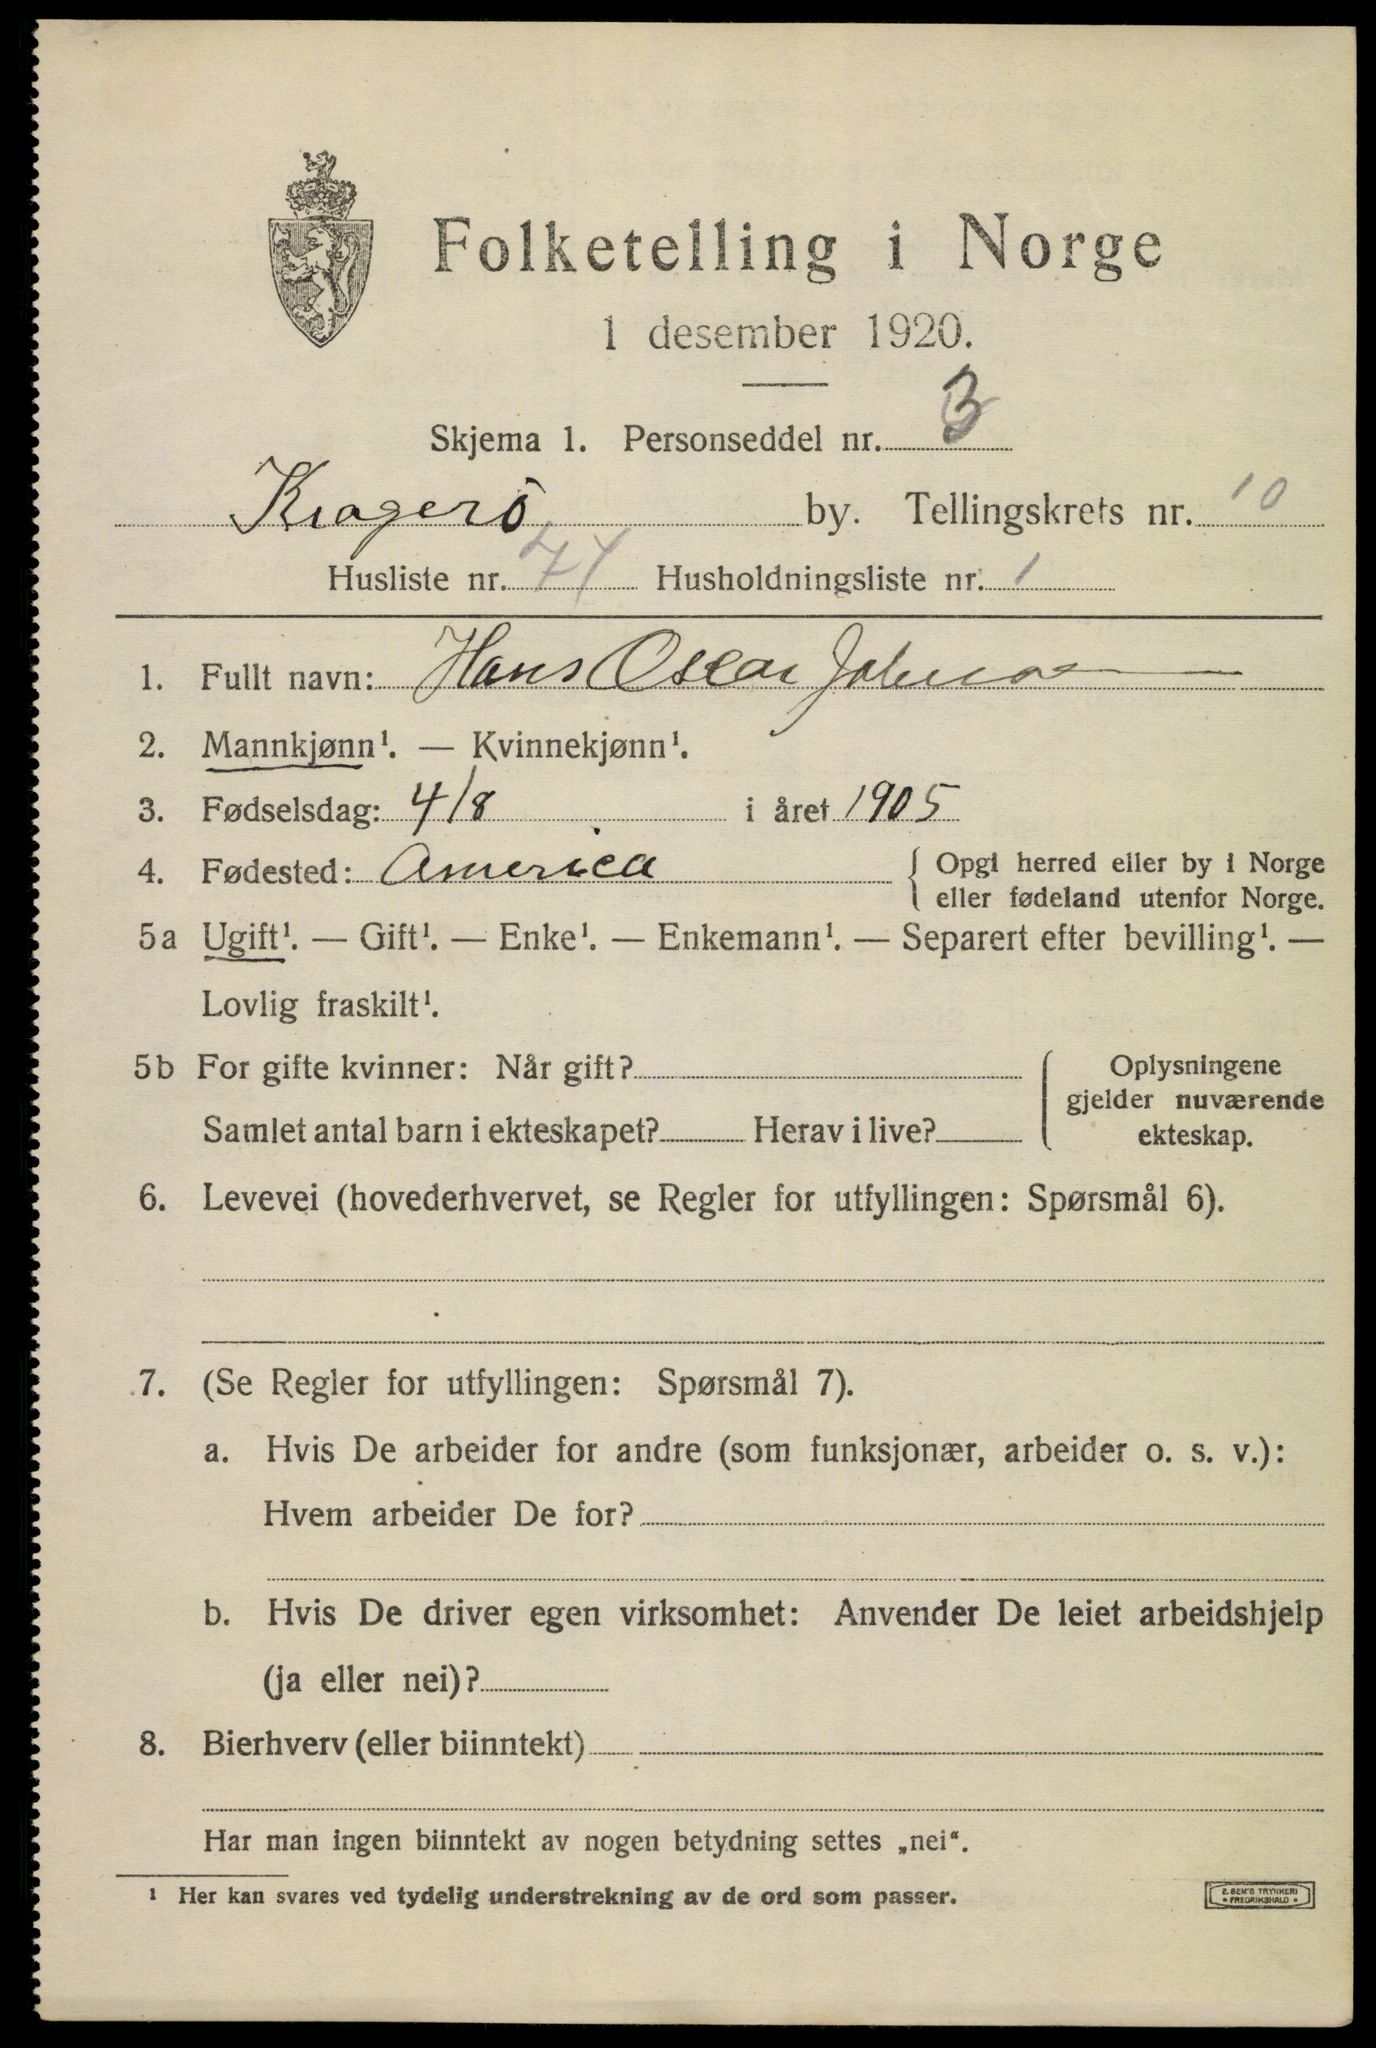 Folketelling i Norge
1 desember 1920.
Skjema 1. Personseddel nr. 3
Kragerö by. Tellingskrets nr. 10
Husliste nr. 74 Husholdningsliste nr. 1
1. Fullt navn: Hans Oscar
2. Mannkjønn¹. — Kvinnekjønn¹.
3. Fødselsdag: 4/8 i året 1905
4. Fødested: America { Opgi herred eller by i Norge
eller fødeland utenfor Norge.
5a Ugift¹. — Gift¹. — Enke¹. — Enkemann¹. — Separert efter bevilling¹. —
Lovlig fraskilt¹.
5b For gifte kvinner: Når gift?
Samlet antal barn i ekteskapet? Herav i live?
Oplysningene
gjelder nuværende
ekteskap.
6. Levevei (hovederhvervet, se Regler for utfyllingen: Spørsmål 6).
7. (Se Regler for utfyllingen: Spørsmål 7).
a. Hvis De arbeider for andre (som funksjonær, arbeider o. s. v.):
Hvem arbeider De for?
b. Hvis De driver egen virksomhet: Anvender De leiet arbeidshjelp
(ja eller nei)?
8. Bierhverv (eller biinntekt)
Har man ingen biinntekt av nogen betydning settes „nei“.
¹ Her kan svares ved tydelig understrekning av de ord som passer.
E. SEM'S TRYKKERI
* FREDRIKSHALD *